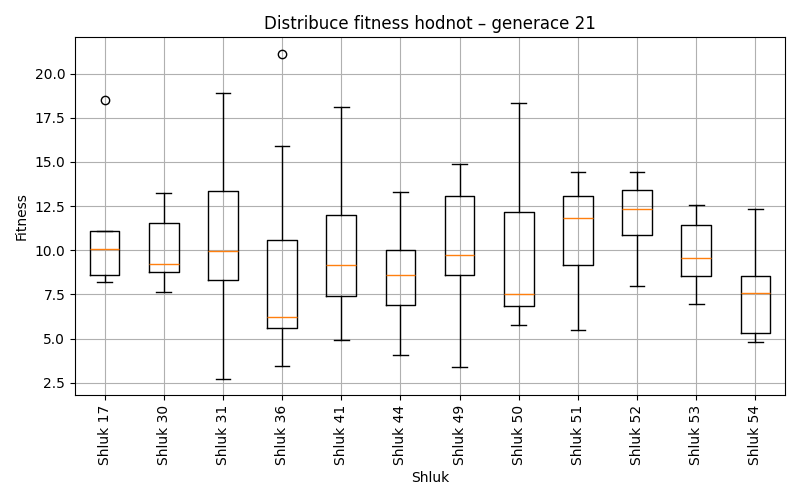 Distribuce fitness hodnot – generace 21
Fitness
20.0
17.5
15.0
12.5
10.0
7.5
5.0
2.5
Shluk 17
Shluk 30
Shluk 31
Shluk 36
Shluk 41
Shluk 44
Shluk 49
Shluk 50
Shluk 51
Shluk 52
Shluk 53
Shluk 54
Shluk